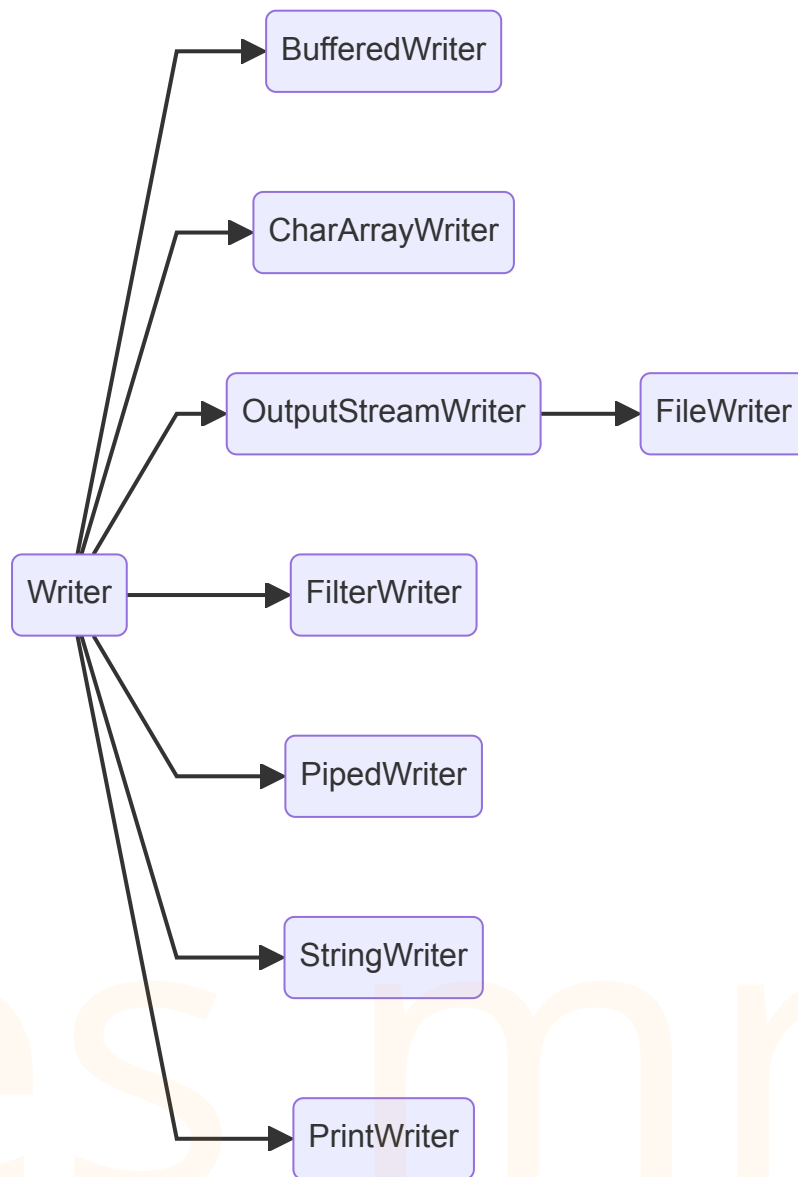 BufferedWriter
CharArrayWriter
OutputStreamWriter FileWriter
Writer FilterWriter
PipedWriter
StringWriter
PrintWriter